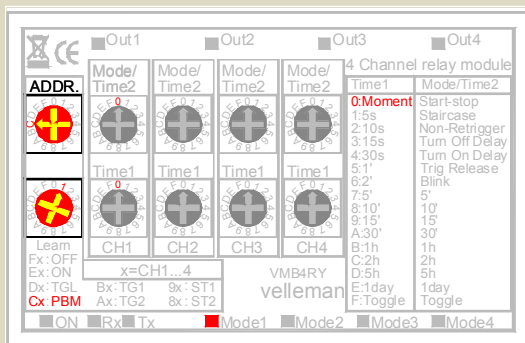 Out1 Out2 Out3 Out4
4 Channel relay module
ADDR.
Mode/ Mode/ Mode/ Mode/
Time2 Time2 Time2 Time2
Time1 Time1 Time1 Time1
CH1 CH2 CH3 CH4
Time1 Mode/Time2
0:Moment Start-stop
1:5s Staircase
2:10s Non-Retrigger
3:15s Turn Off Delay
4:30s Turn On Delay
5:1' Trig Release
6:2' Blink
7:5' 5'
8:10' 10'
9:15' 15'
A:30' 30'
B:1h 1h
C:2h 2h
D:5h 5h
E:1day 1day
F:Toggle Toggle
Learn
Fx:OFF
Ex:ON
Dx:TGL
Cx:PBM
x=CH1...4
Bx:TG1 9x:ST1
Ax:TG2 8x:ST2
VMB4RY
velleman
ON Rx Tx Mode1 Mode2 Mode3 Mode4